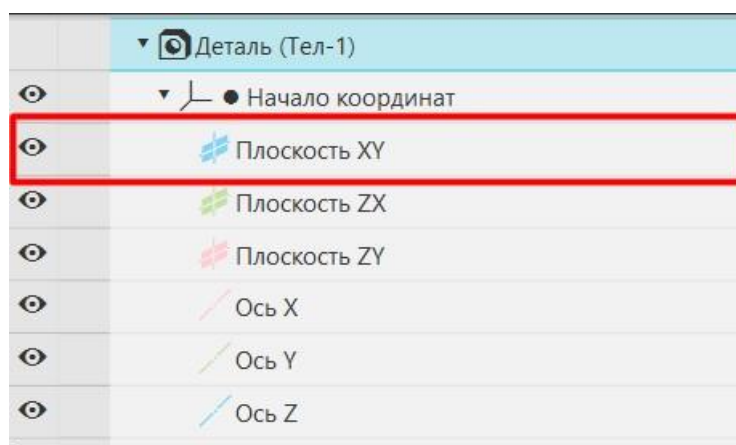 Деталь (Тел-1)
Начало координат
Плоскость XY
Плоскость ZX
Плоскость ZY
Ось X
Ось Y
Ось Z